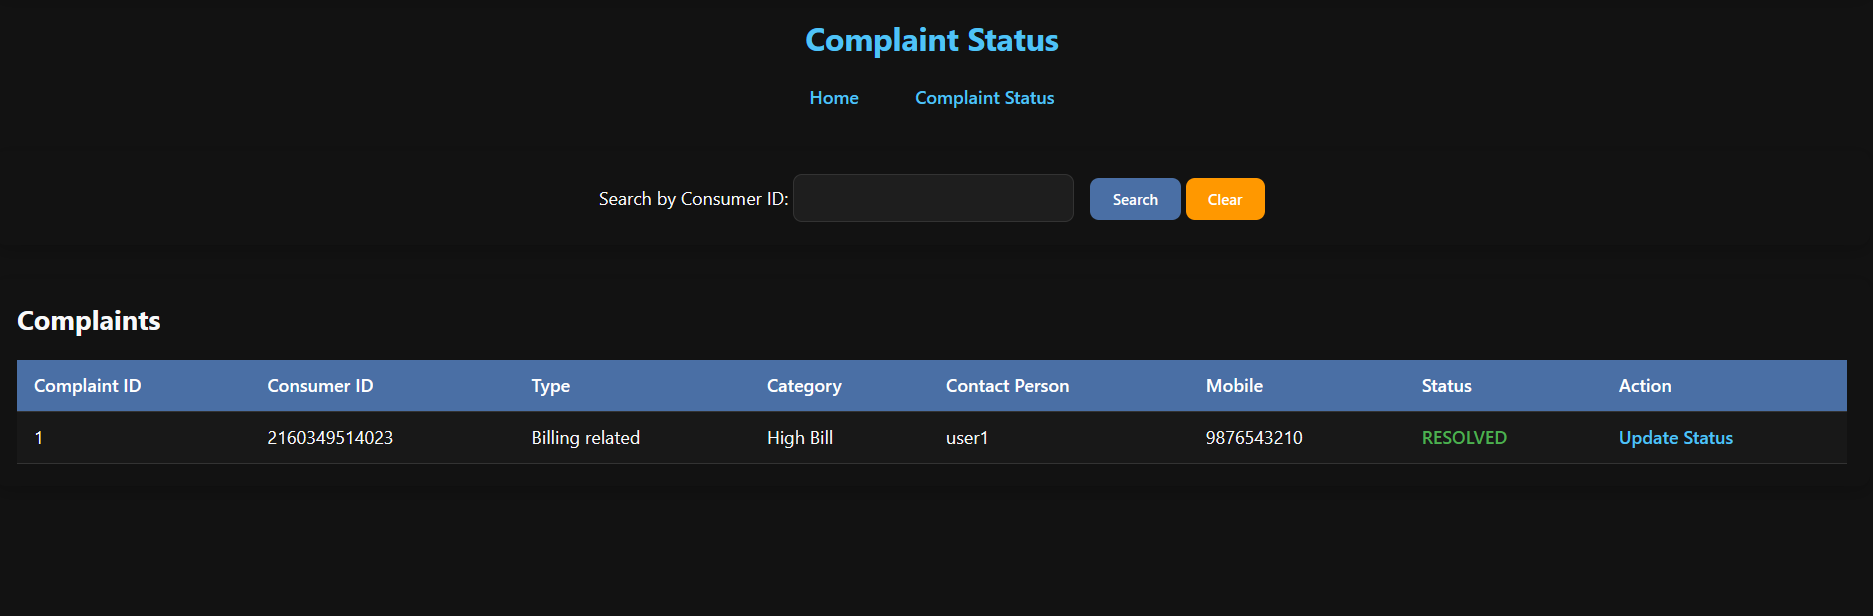 Complaint Status
Home Complaint Status
Search by Consumer ID: Search Clear
Complaints
Complaint ID Consumer ID Type Category Contact Person Mobile Status Action
1 2160349514023 Billing related High Bill user1 9876543210 RESOLVED Update Status